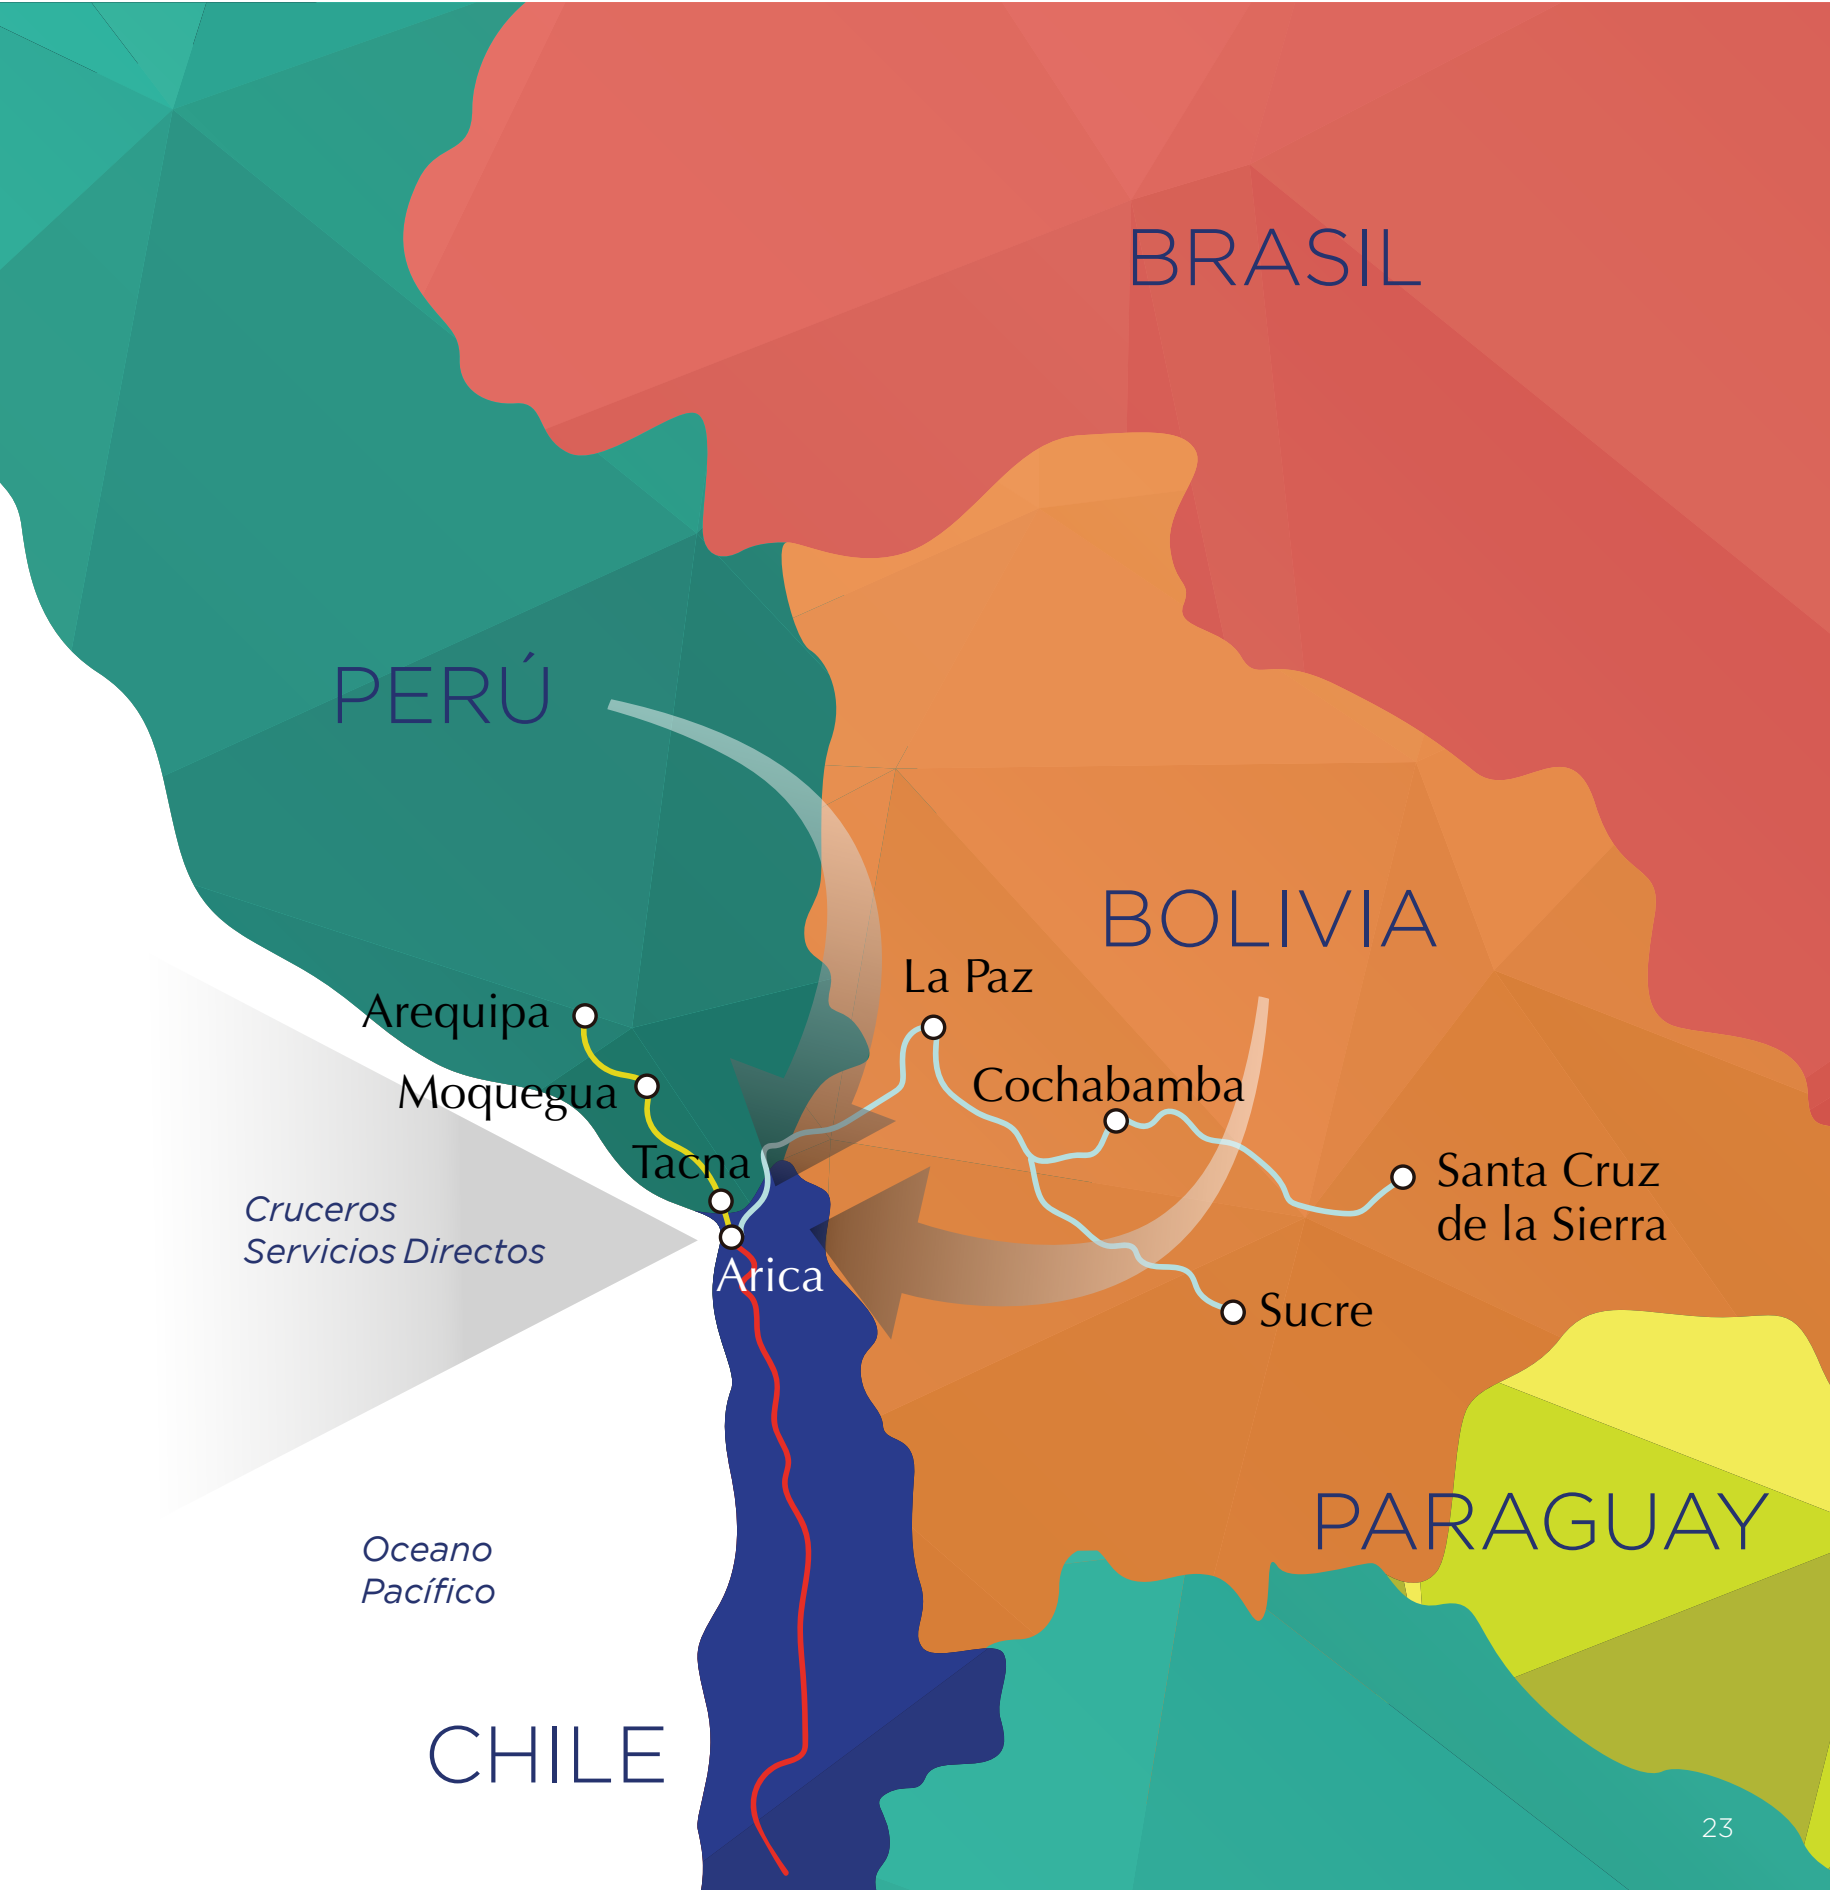 BRASIL
PERÚ
BOLIVIA
La Paz
Arequipa
Cochabamba
Moquegua
Tacna
Santa Cruz
de la Sierra
Cruceros
Servicios Directos
Arica
Sucre
PARAGUAY
Oceano
Pacífico
CHILE
23